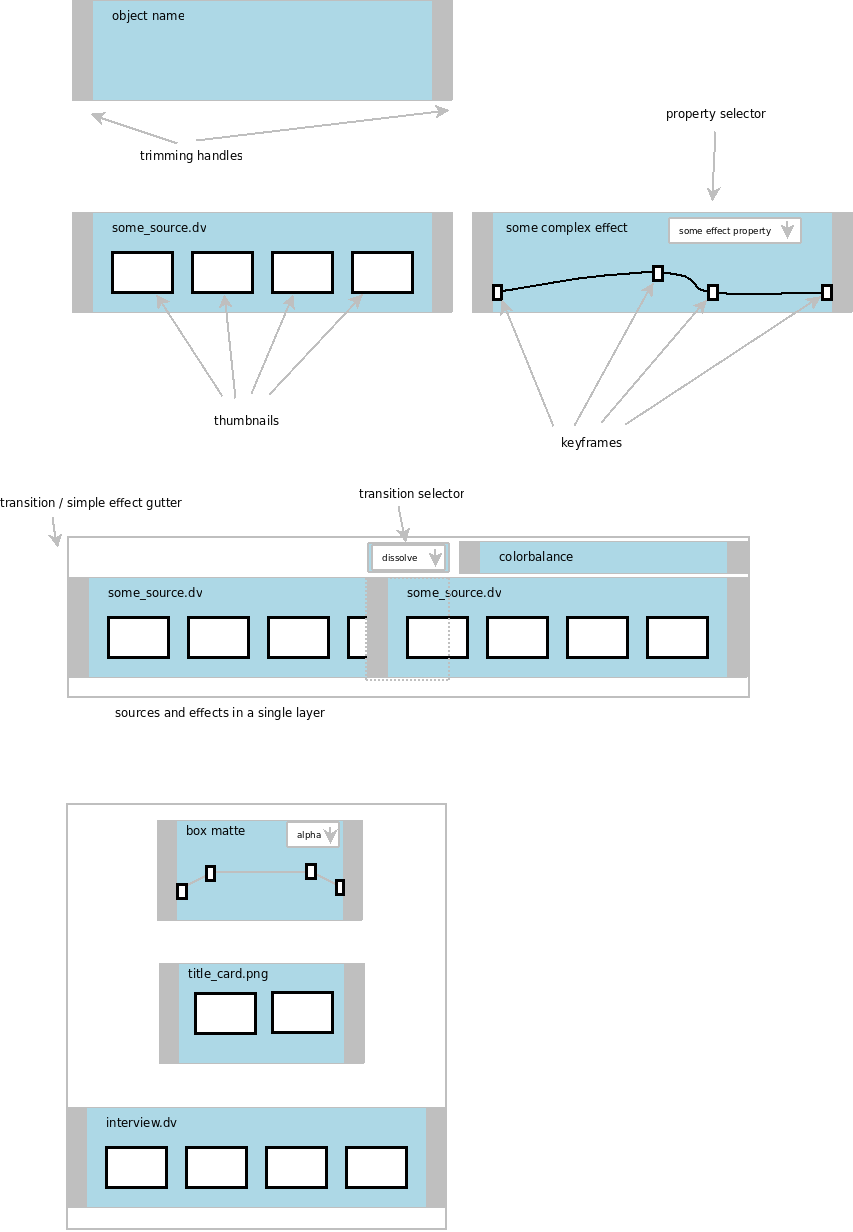 object name
property selector
trimming handles
some_source.dv
some complex effect
some effect property
thumbnails
keyframes
transition / simple effect gutter
transition selector
dissolve
colorbalance
some_source.dv
some_source.dv
sources and effects in a single layer
box matte
alpha
title_card.png
interview.dv